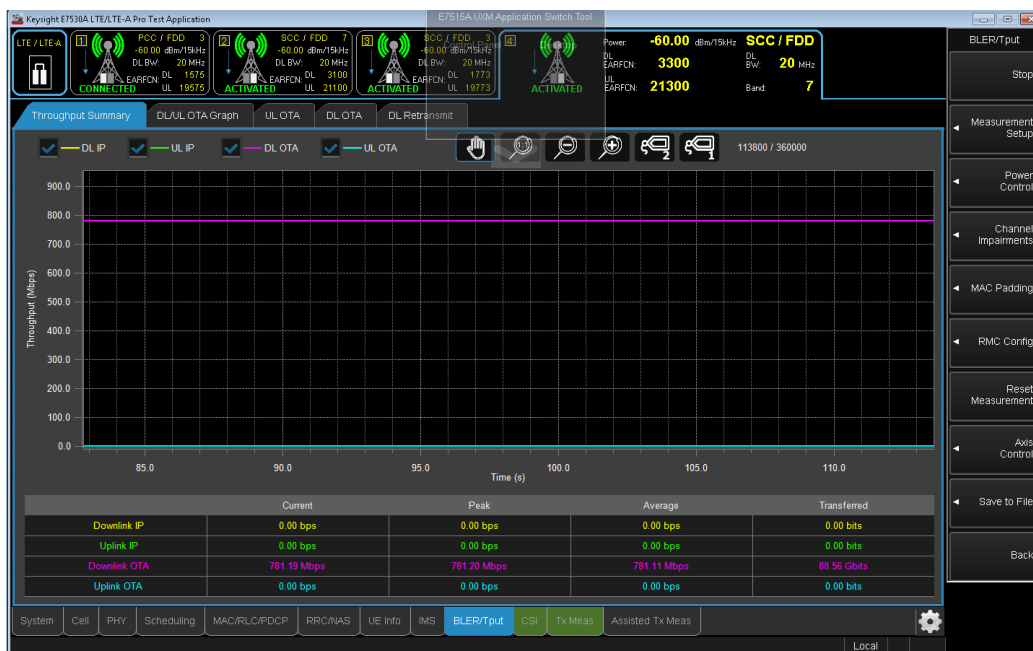 Keysight E7530A LTE/LTE-A Pro Test Application
E7515A UXM Application Switch Tool
Control Panel
Desktop
LTE / LTE-A
1
PCC / FDD 3
-60.00 dBm/15kHz
DL BW: 20 MHz
EARFCN: DL 1575
UL 19575
CONNECTED
2
SCC / FDD 7
-60.00 dBm/15kHz
DL BW: 20 MHz
EARFCN: DL 3100
UL 21100
ACTIVATED
3
SCC / FDD 3
-60.00 dBm/15kHz
DL BW: 20 MHz
EARFCN: DL 1773
UL 19773
ACTIVATED
4
ACTIVATED
Power: -60.00 dBm/15kHz SCC / FDD
DL EARFCN: 3300 DL BW: 20 MHz
UL EARFCN: 21300 Band: 7
BLER/Tput
Stop
Measurement Setup
Power Control
Channel Impairments
MAC Padding
RMC Config
Reset Measurement
Axis Control
Save to File
Back
Throughput Summary DL/UL OTA Graph UL OTA DL OTA DL Retransmit
DL IP UL IP DL OTA UL OTA 1:1 2 1 113800 / 360000
Throughput (Mbps)
900.0
800.0
700.0
600.0
500.0
400.0
300.0
200.0
100.0
0.0
85.0 90.0 95.0 100.0 105.0 110.0
Time (s)
Current Peak Average Transferred
Downlink IP 0.00 bps 0.00 bps 0.00 bps 0.00 bits
Uplink IP 0.00 bps 0.00 bps 0.00 bps 0.00 bits
Downlink OTA 781.19 Mbps 781.20 Mbps 781.11 Mbps 88.56 Gbits
Uplink OTA 0.00 bps 0.00 bps 0.00 bps 0.00 bits
System Cell PHY Scheduling MAC/RLC/PDCP RRC/NAS UE Info IMS BLER/Tput CSI Tx Meas Assisted Tx Meas
Local